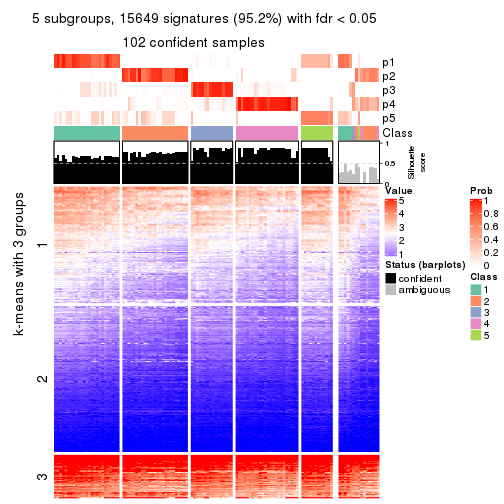 5 subgroups, 15649 signatures (95.2%) with fdr < 0.05
102 confident samples
p1
p2
p3
p4
p5
Class
1
0.5
0
Silhouette
score
k-means with 3 groups
1
2
3
Value
5
4
3
2
1
Status (barplots)
confident
ambiguous
Prob
1
0.8
0.6
0.4
0.2
0
Class
1
2
3
4
5